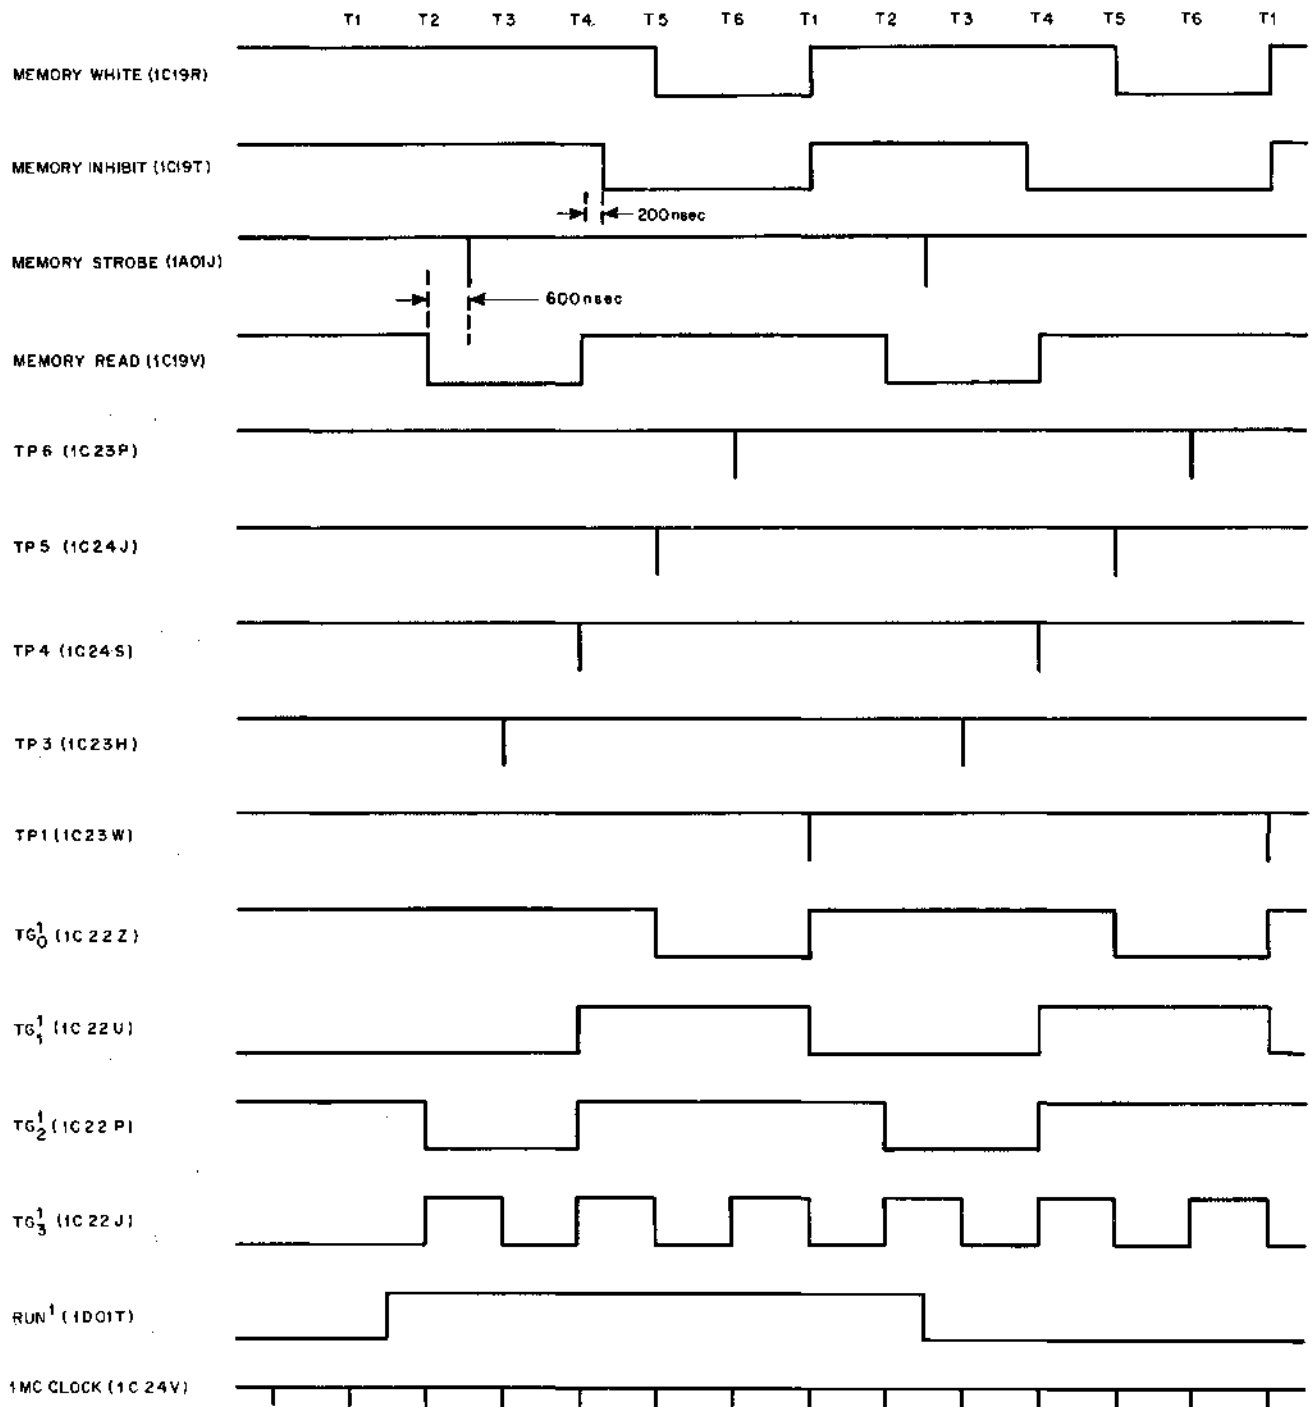 T1 T2 T3 T4 T5 T6 T1 T2 T3 T4 T5 T6 T1
MEMORY WHITE (1C19R)
MEMORY INHIBIT (1C19T)
200nsec
MEMORY STROBE (1A01J)
600nsec
MEMORY READ (1C19V)
TP6 (1C23P)
TP5 (1C24J)
TP4 (1C24S)
TP3 (1C23H)
TP1 (1C23W)
TG¹₀ (1C22Z)
TG¹₁ (1C22U)
TG¹₂ (1C22P)
TG¹₃ (1C22J)
RUN¹ (1D01T)
1MC CLOCK (1C24V)